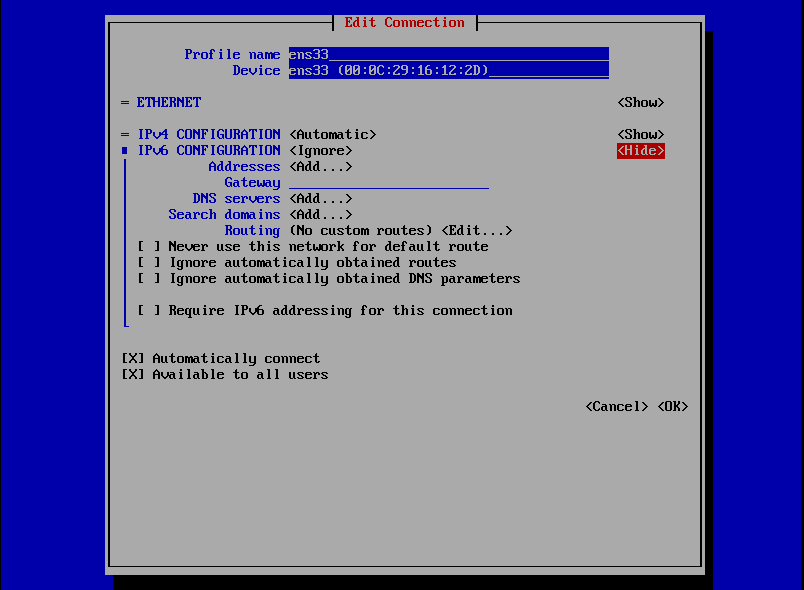 Edit Connection
Profile name ens33
Device ens33 (00:0C:29:16:12:2D)
= ETHERNET <Show>
= IPv4 CONFIGURATION <Automatic> <Show>
IPv6 CONFIGURATION <Ignore> <Hide>
Addresses <Add...>
Gateway
DNS servers <Add...>
Search domains <Add...>
Routing (No custom routes) <Edit...>
[ ] Never use this network for default route
[ ] Ignore automatically obtained routes
[ ] Ignore automatically obtained DNS parameters
[ ] Require IPv6 addressing for this connection
[X] Automatically connect
[X] Available to all users
<Cancel> <OK>